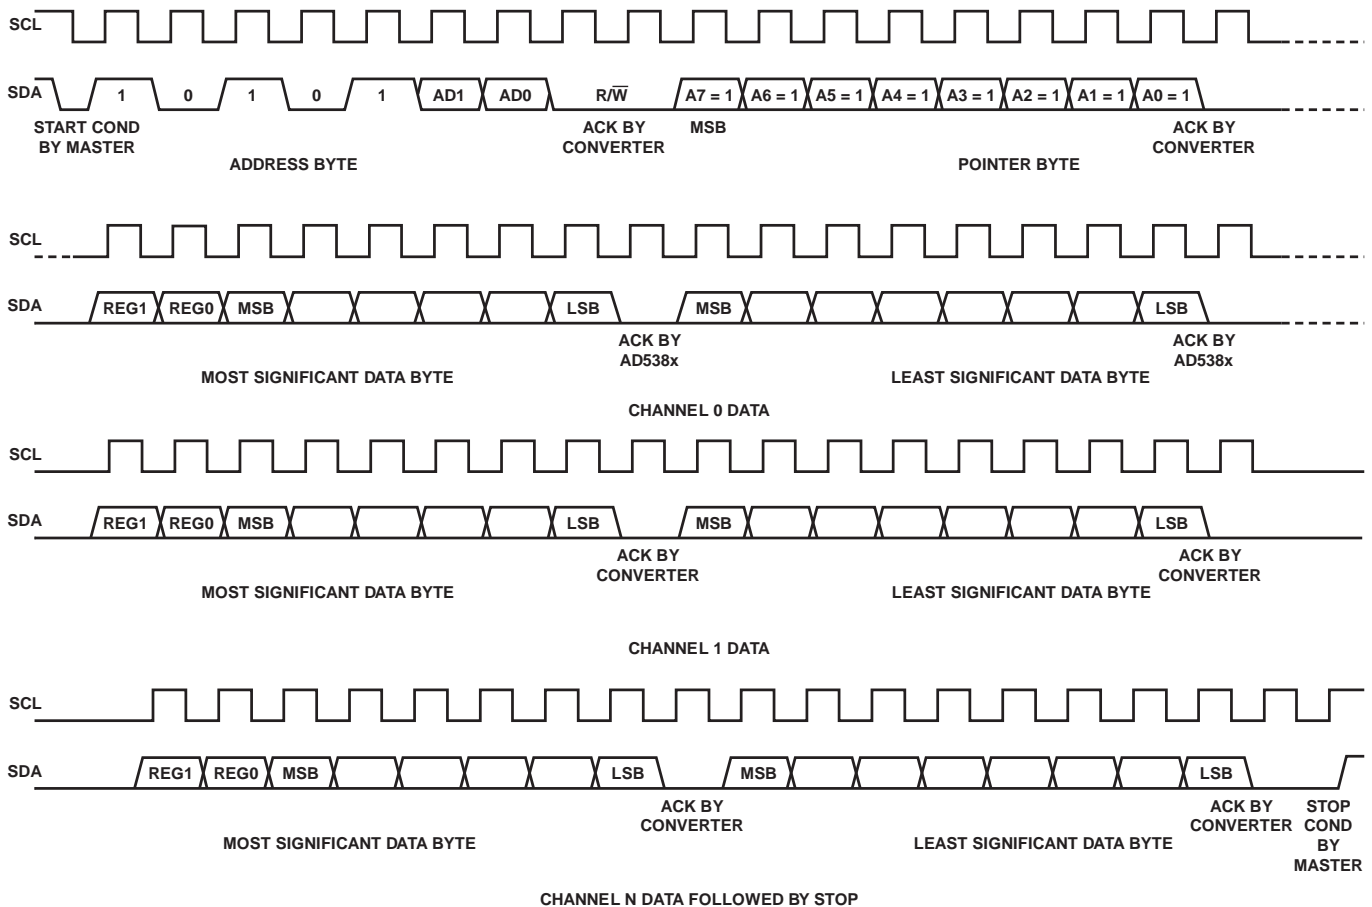 SCL
SDA 1 0 1 0 1 AD1 AD0 R/W̅ A7 = 1 A6 = 1 A5 = 1 A4 = 1 A3 = 1 A2 = 1 A1 = 1 A0 = 1
START COND ACK BY MSB ACK BY
BY MASTER CONVERTER CONVERTER
ADDRESS BYTE POINTER BYTE
SCL
SDA REG1 REG0 MSB LSB MSB LSB
ACK BY ACK BY
AD538x AD538x
MOST SIGNIFICANT DATA BYTE LEAST SIGNIFICANT DATA BYTE
CHANNEL 0 DATA
SCL
SDA REG1 REG0 MSB LSB MSB LSB
ACK BY ACK BY
CONVERTER CONVERTER
MOST SIGNIFICANT DATA BYTE LEAST SIGNIFICANT DATA BYTE
CHANNEL 1 DATA
SCL
SDA REG1 REG0 MSB LSB MSB LSB
ACK BY ACK BY STOP
CONVERTER CONVERTER COND
MOST SIGNIFICANT DATA BYTE LEAST SIGNIFICANT DATA BYTE BY
MASTER
CHANNEL N DATA FOLLOWED BY STOP